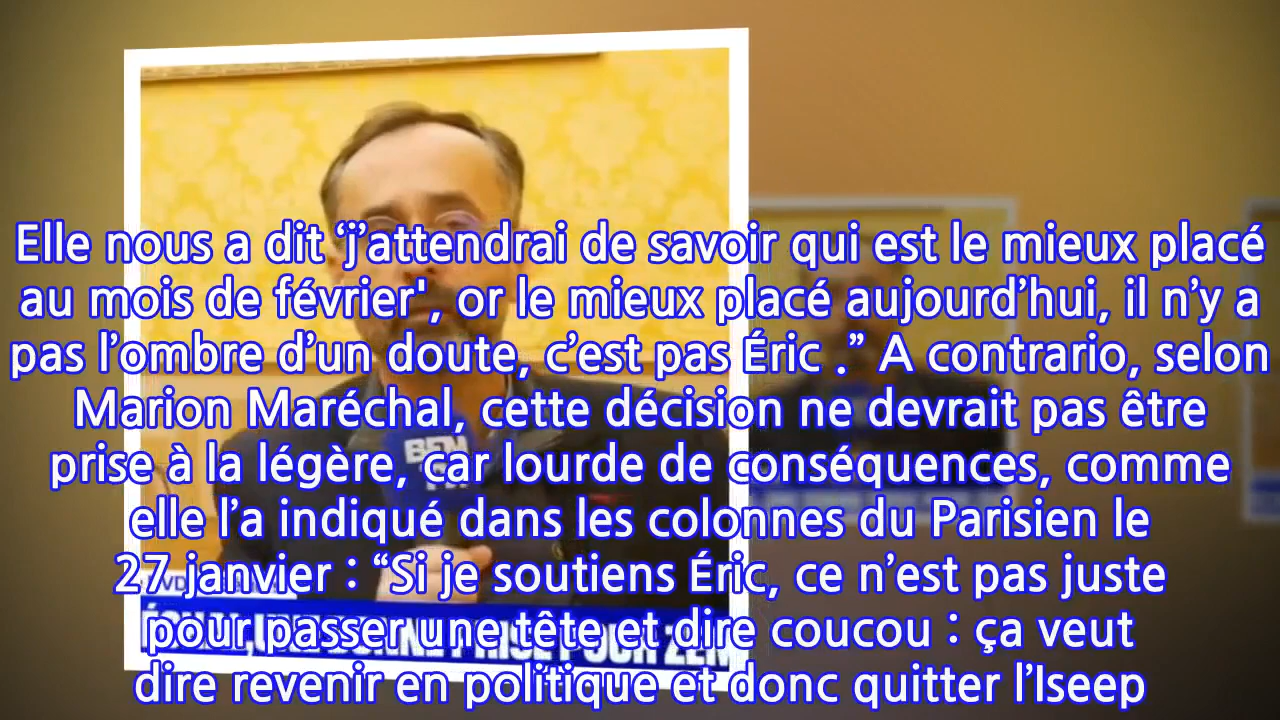 Elle nous a dit ‘j’attendrai de savoir qui est le mieux placé
au mois de février', or le mieux placé aujourd’hui, il n’y a
pas l’ombre d’un doute, c’est pas Éric .” A contrario, selon
Marion Maréchal, cette décision ne devrait pas être
prise à la légère, car lourde de conséquences, comme
elle l’a indiqué dans les colonnes du Parisien le
27 janvier : “Si je soutiens Éric, ce n’est pas juste
pour passer une tête et dire coucou : ça veut
dire revenir en politique et donc quitter l’Iseep
BFM